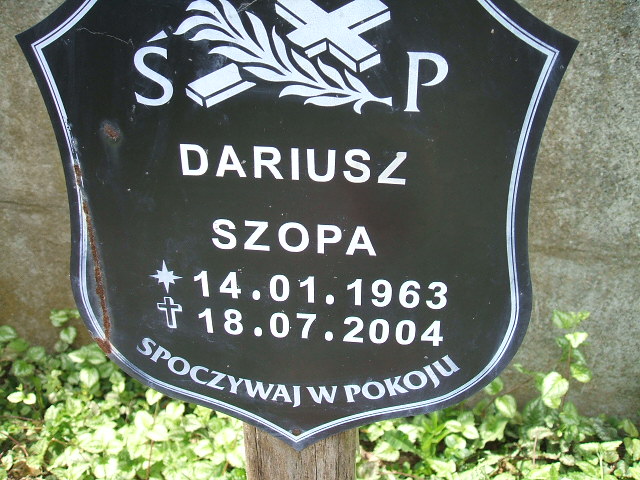 Ś P
DARIUSZ
SZOPA
14.01.1963
18.07.2004
SPOCZYWAJ W POKOJU